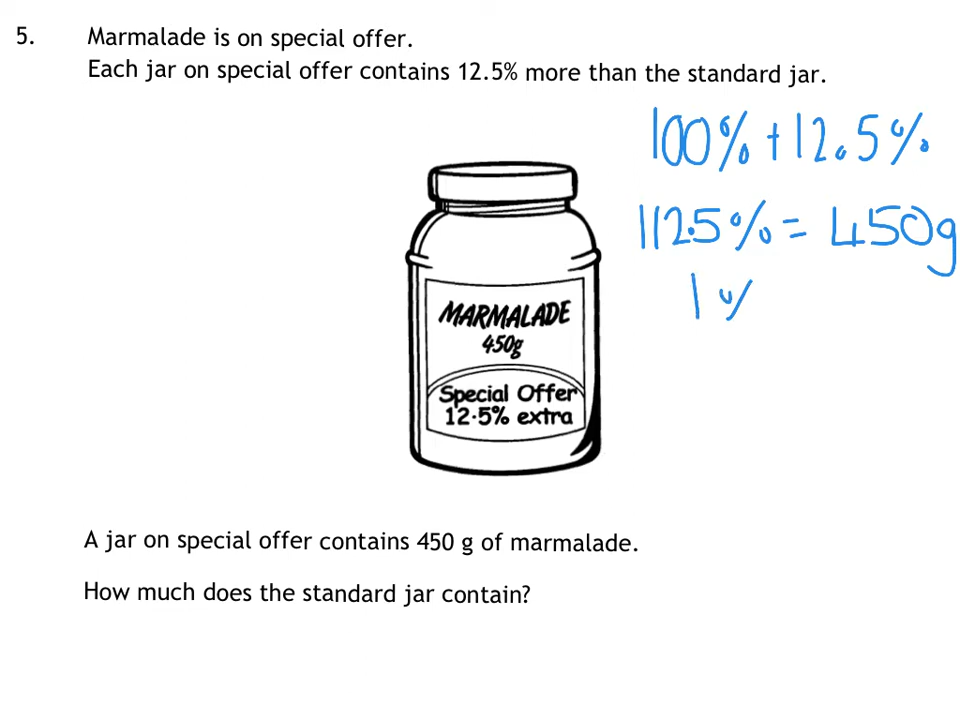 5. Marmalade is on special offer.
Each jar on special offer contains 12.5% more than the standard jar.
100% + 12.5%
112.5% = 450g
1%
MARMALADE
450g
Special Offer
12·5% extra
A jar on special offer contains 450 g of marmalade.
How much does the standard jar contain?